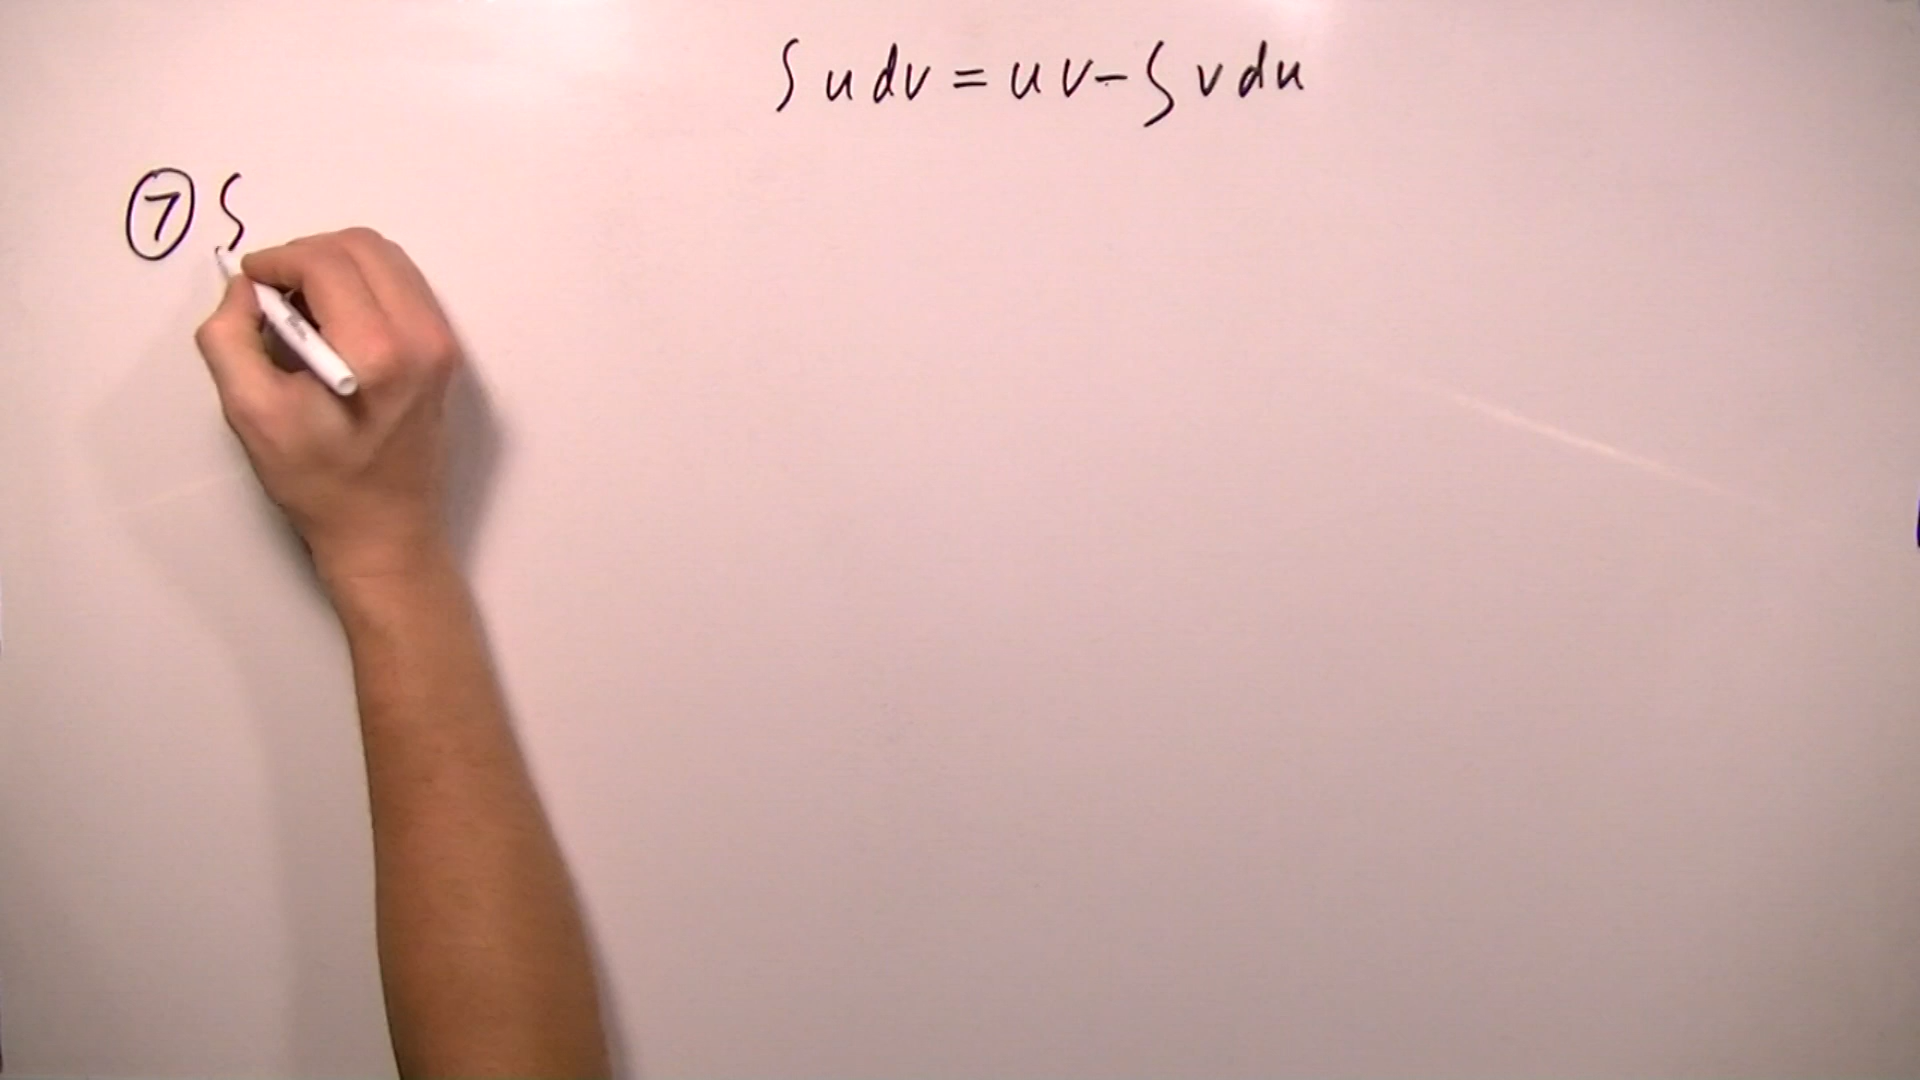 ∫ u dv = uv - ∫ v du
⑦ ∫